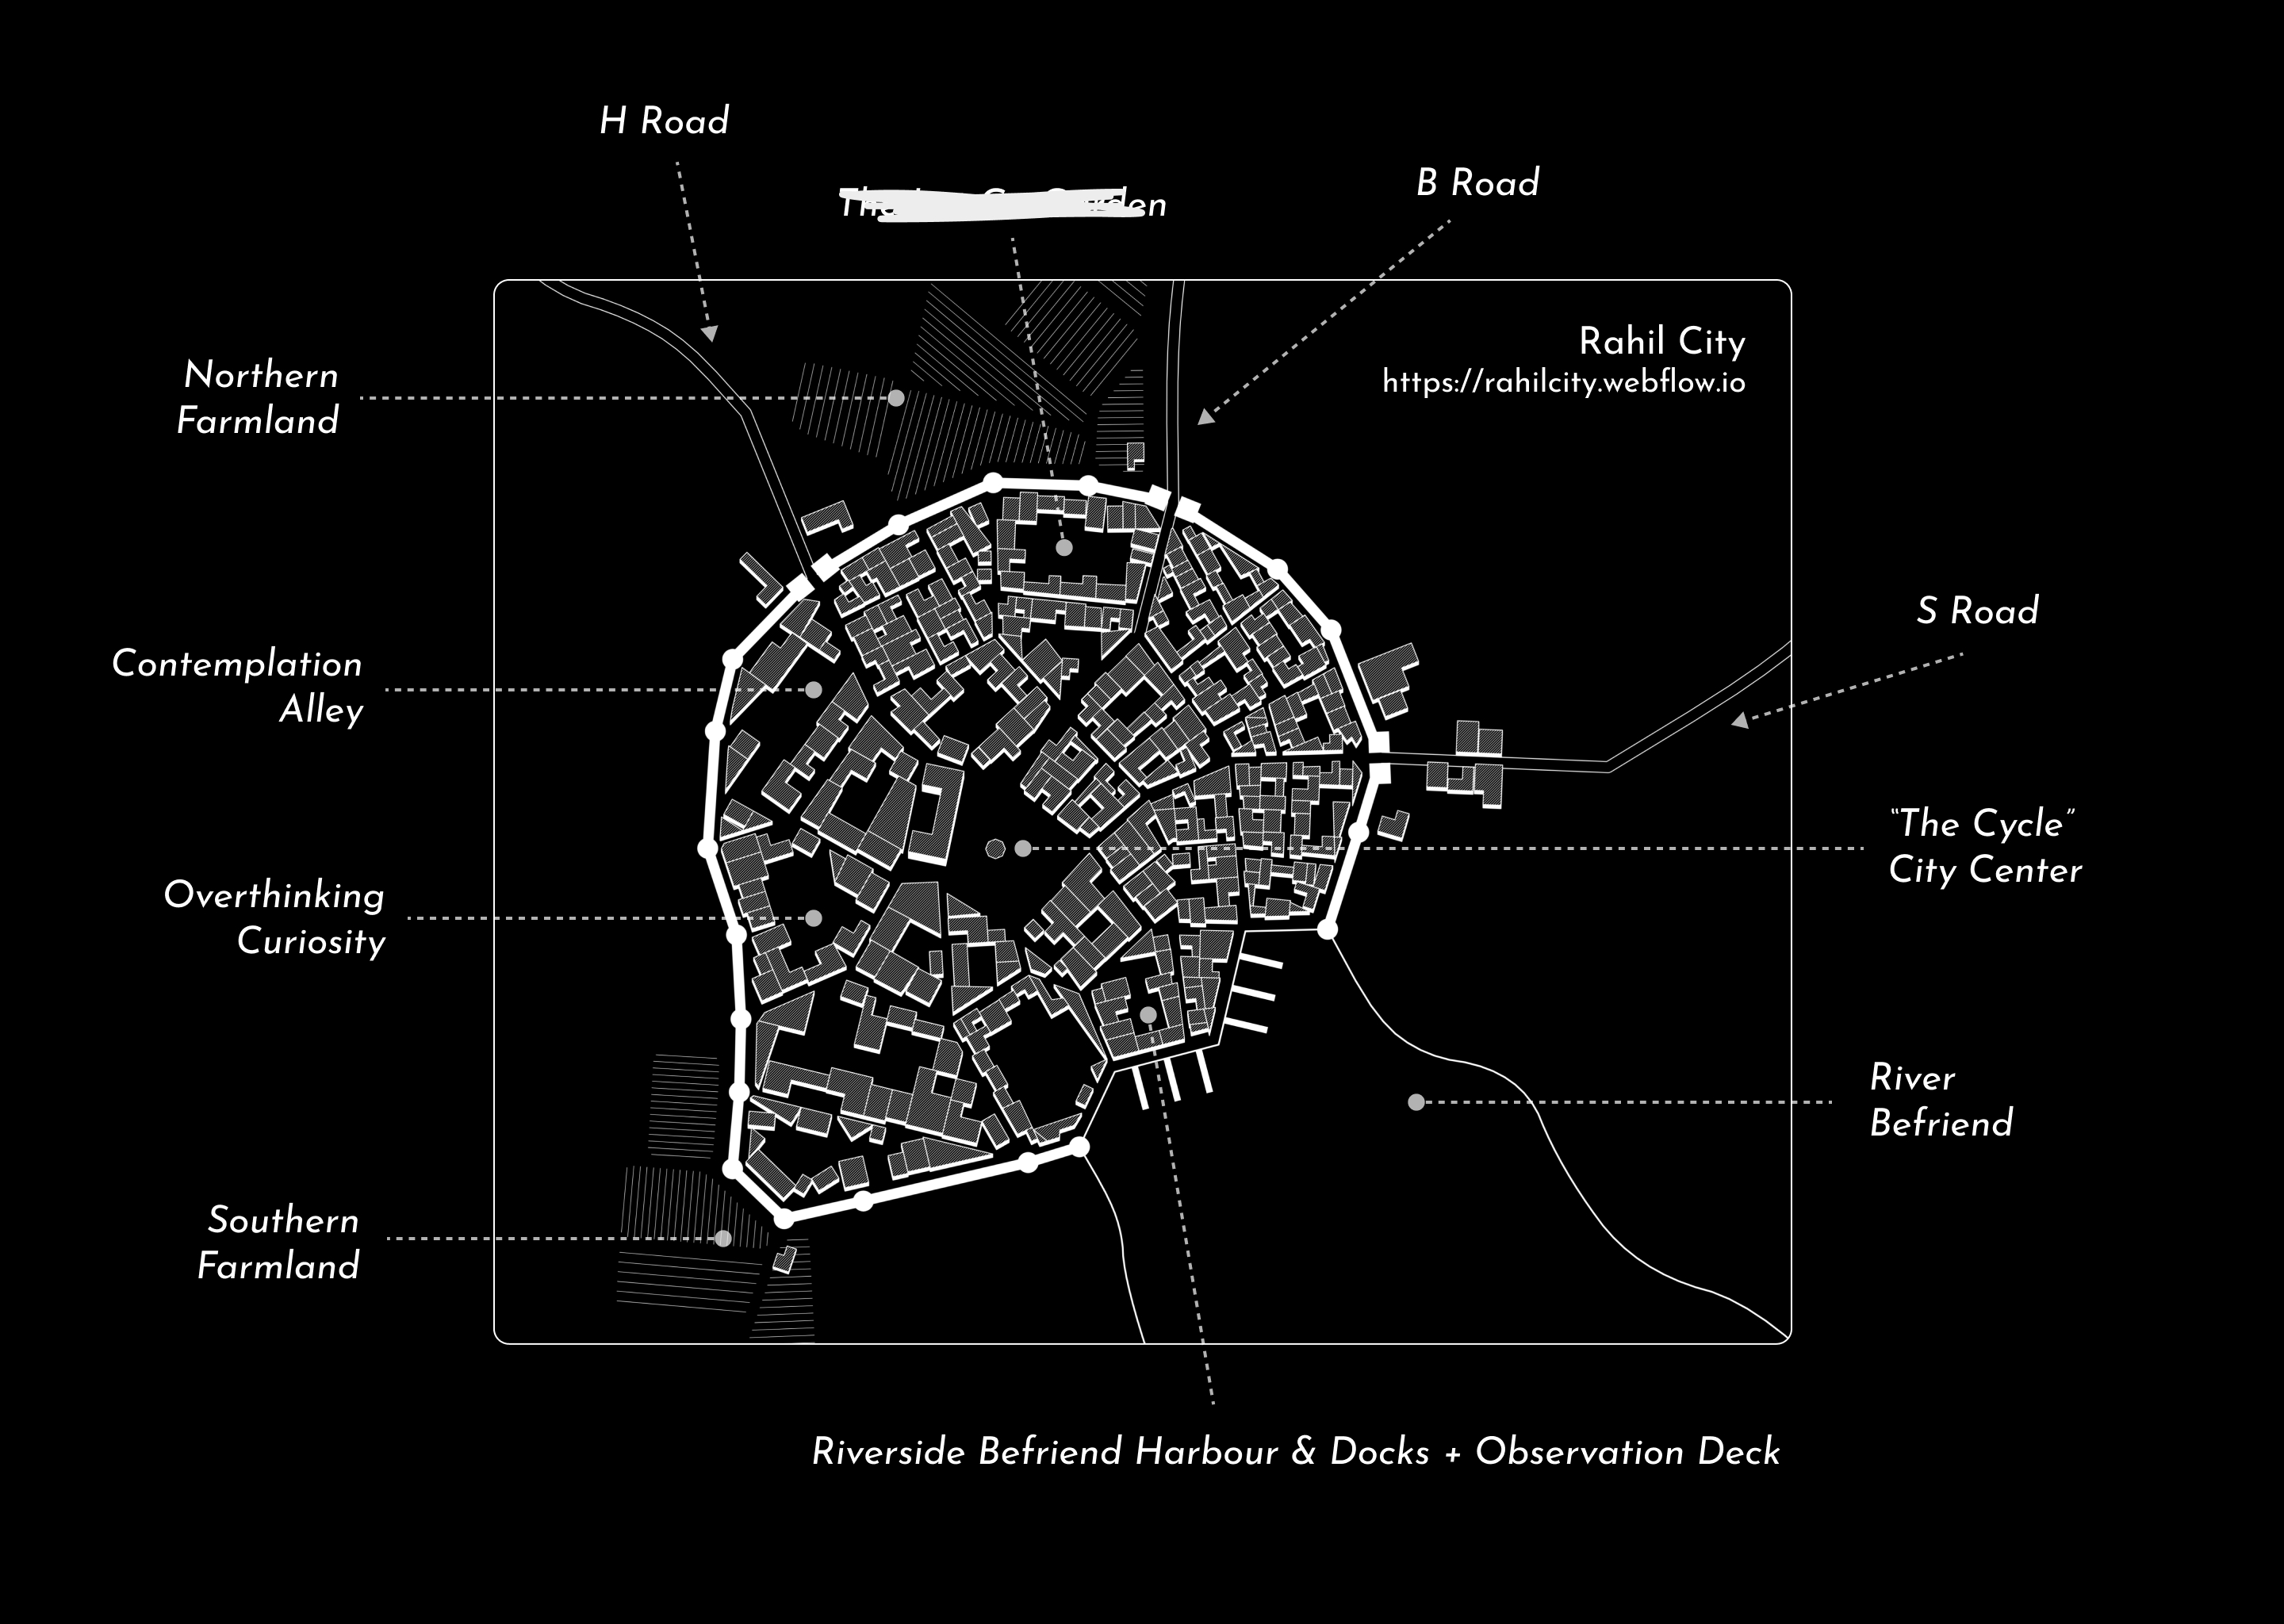 H Road
B Road
Rahil City
https://rahilcity.webflow.io
Northern
Farmland
S Road
Contemplation
Alley
“The Cycle”
City Center
Overthinking
Curiosity
River
Befriend
Southern
Farmland
Riverside Befriend Harbour & Docks + Observation Deck